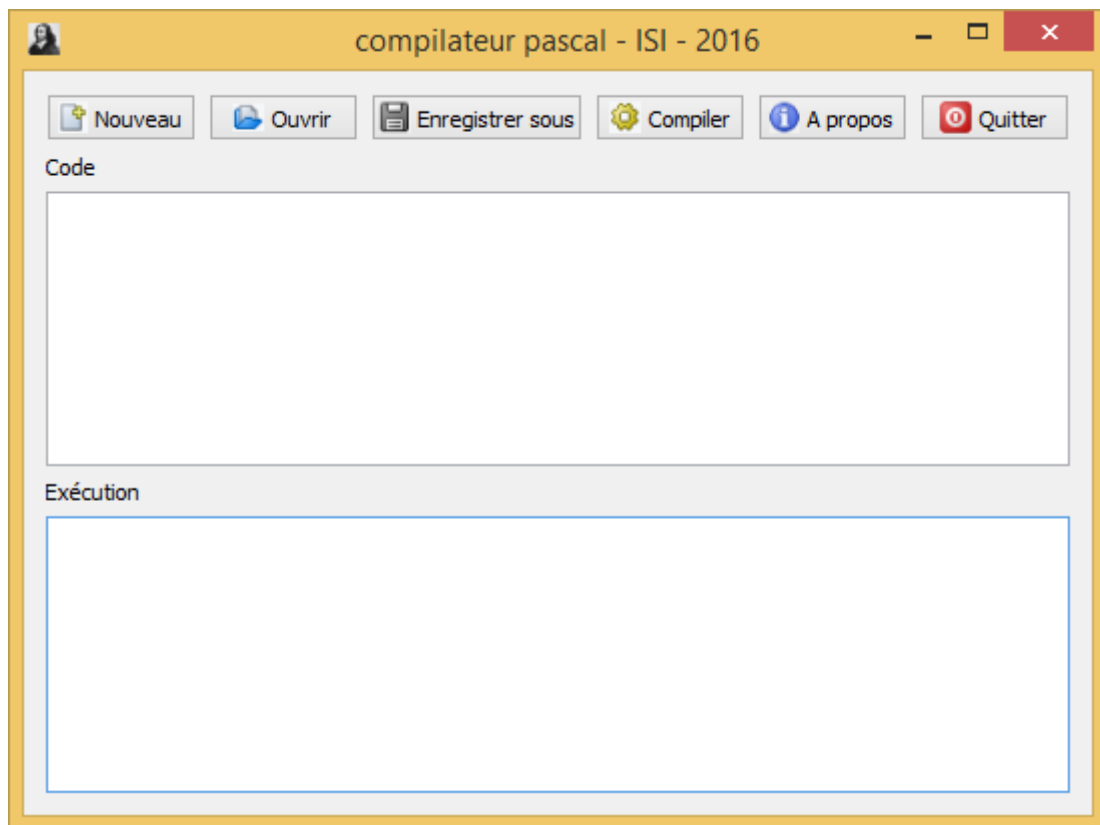 compilateur pascal - ISI - 2016
Nouveau Ouvrir Enregistrer sous Compiler A propos Quitter
Code
Exécution